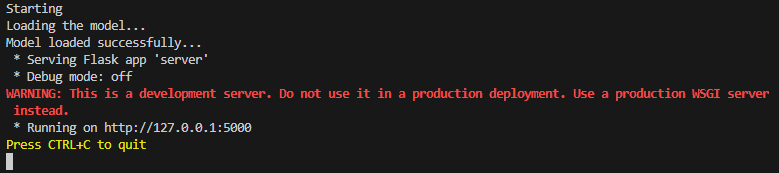 Starting
Loading the model...
Model loaded successfully...
 * Serving Flask app 'server'
 * Debug mode: off
WARNING: This is a development server. Do not use it in a production deployment. Use a production WSGI server
 instead.
 * Running on http://127.0.0.1:5000
Press CTRL+C to quit